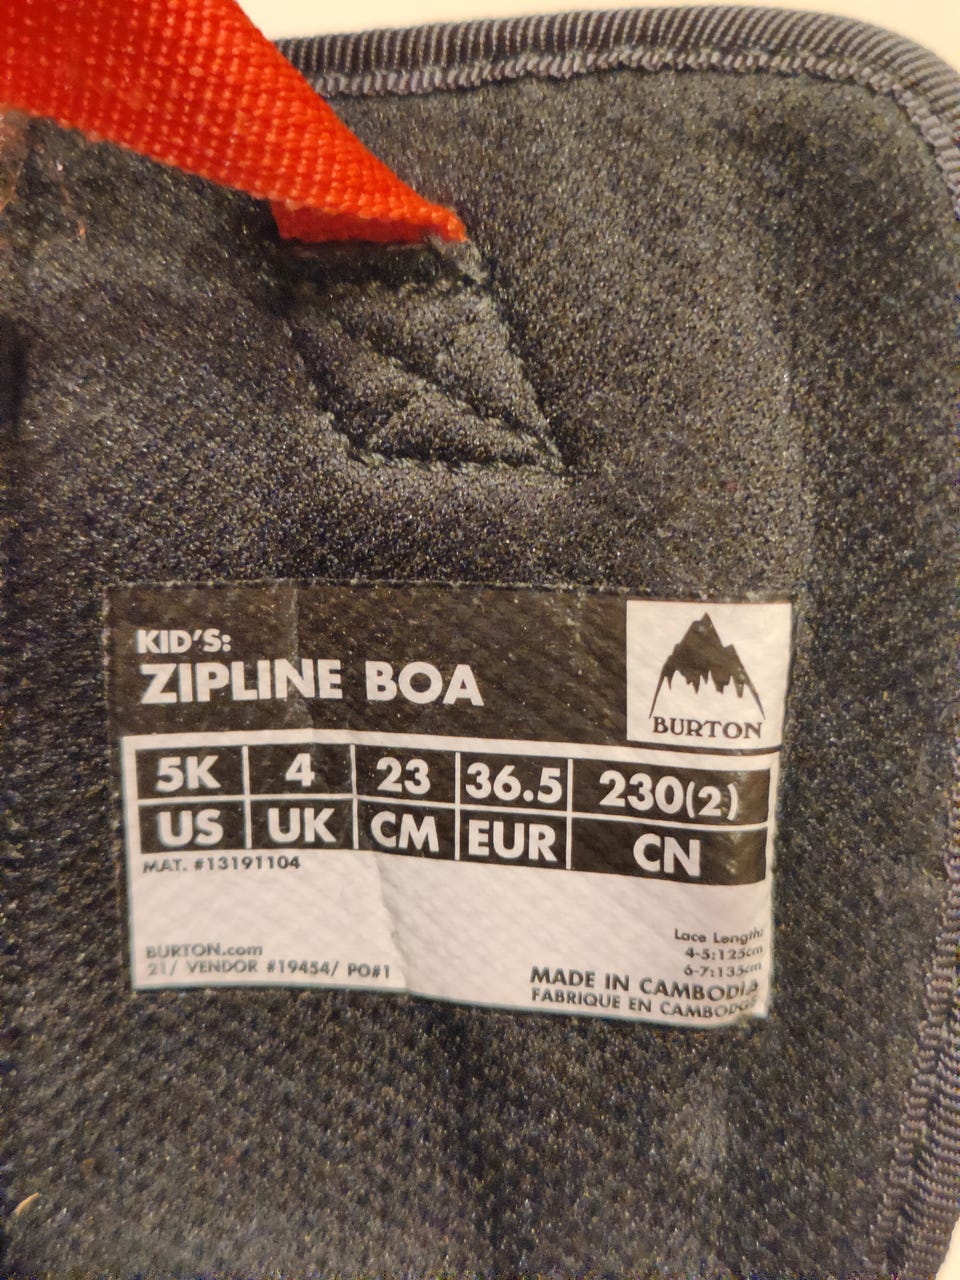 KID'S:
ZIPLINE BOA
BURTON
5K 4 23 36.5 230(2)
US UK CM EUR CN
MAT. #13191104
BURTON.com
21/ VENDOR #19454/ PO#1
Lace Length:
4-5:125cm
6-7:135cm
MADE IN CAMBODIA
FABRIQUE EN CAMBODGE